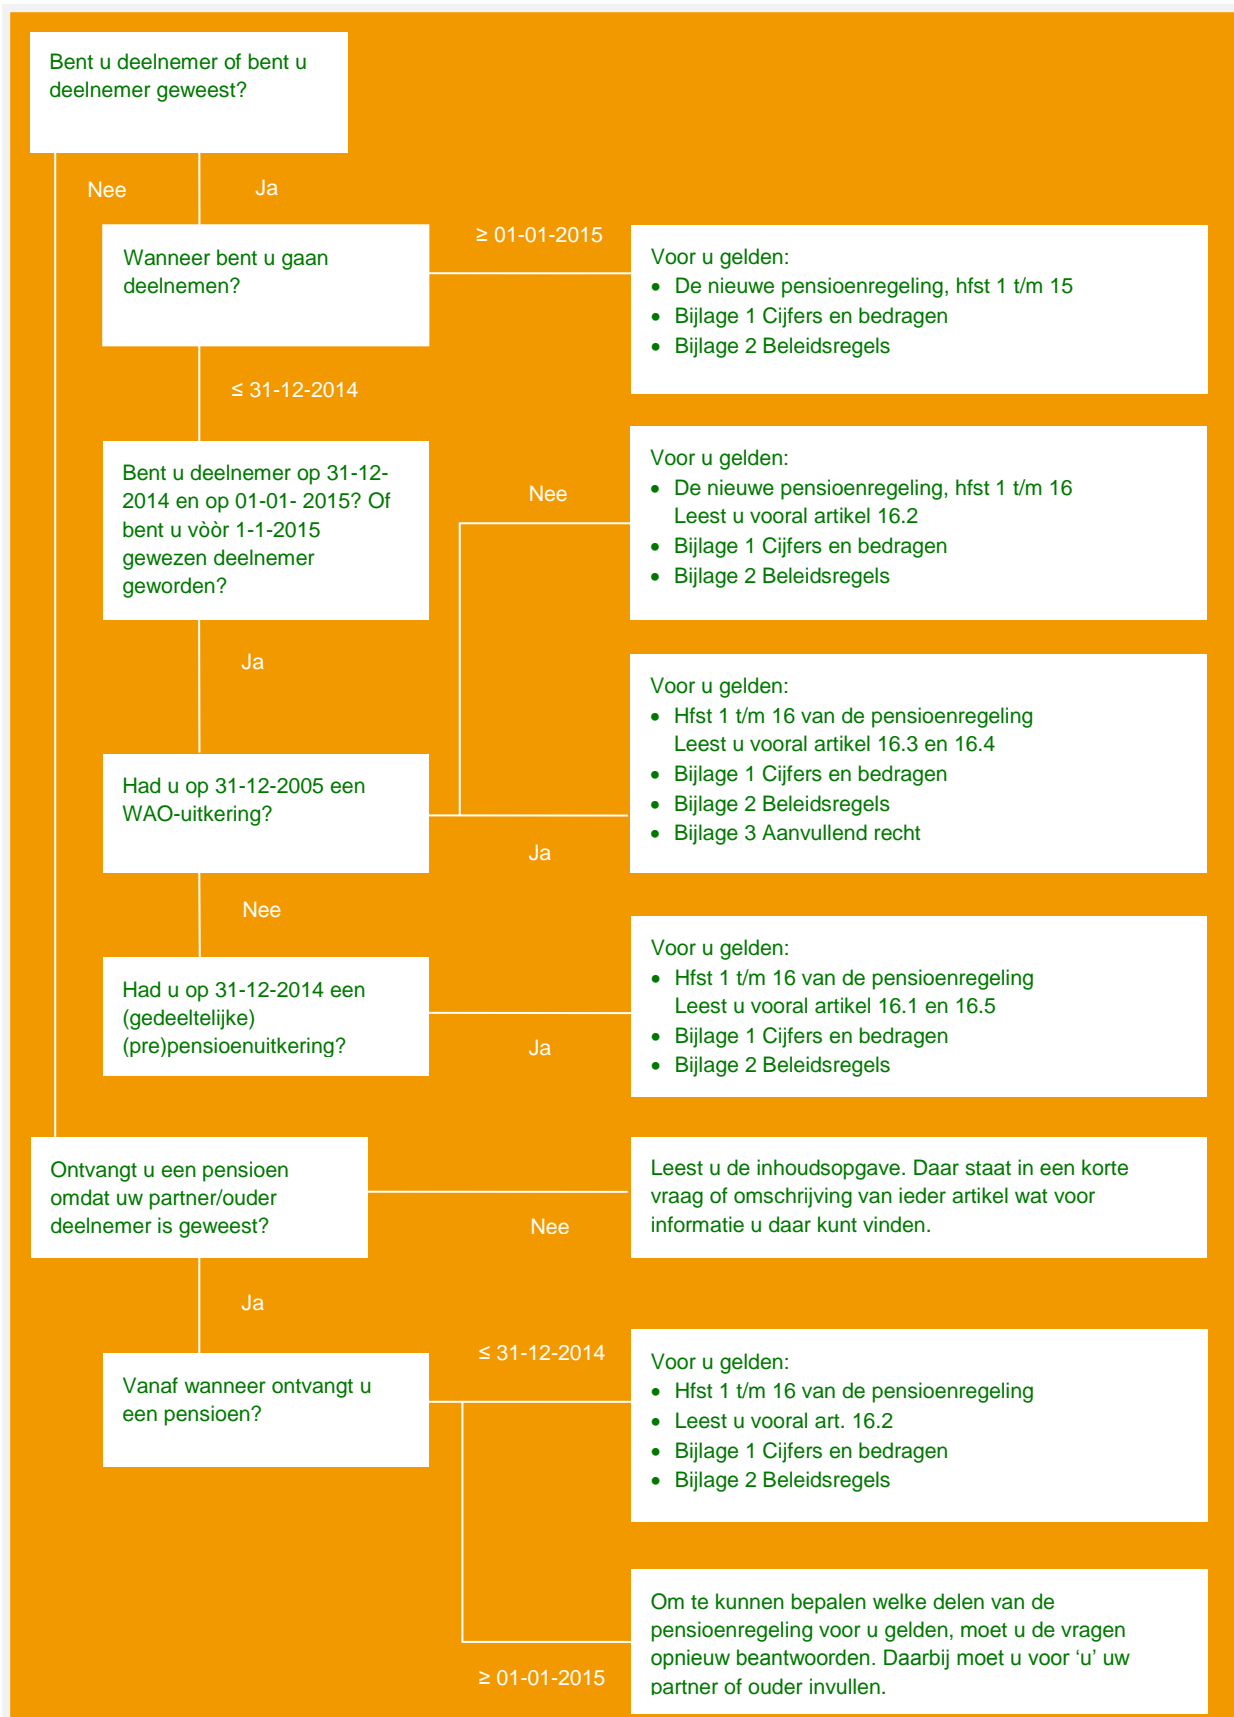 Bent u deelnemer of bent u
deelnemer geweest?
Nee
Ja
Wanneer bent u gaan
deelnemen?
≥ 01-01-2015
Voor u gelden:
• De nieuwe pensioenregeling, hfst 1 t/m 15
• Bijlage 1 Cijfers en bedragen
• Bijlage 2 Beleidsregels
≤ 31-12-2014
Bent u deelnemer op 31-12-
2014 en op 01-01- 2015? Of
bent u vòòr 1-1-2015
gewezen deelnemer
geworden?
Nee
Voor u gelden:
• De nieuwe pensioenregeling, hfst 1 t/m 16
Leest u vooral artikel 16.2
• Bijlage 1 Cijfers en bedragen
• Bijlage 2 Beleidsregels
Ja
Had u op 31-12-2005 een
WAO-uitkering?
Ja
Voor u gelden:
• Hfst 1 t/m 16 van de pensioenregeling
Leest u vooral artikel 16.3 en 16.4
• Bijlage 1 Cijfers en bedragen
• Bijlage 2 Beleidsregels
• Bijlage 3 Aanvullend recht
Nee
Had u op 31-12-2014 een
(gedeeltelijke)
(pre)pensioenuitkering?
Ja
Voor u gelden:
• Hfst 1 t/m 16 van de pensioenregeling
Leest u vooral artikel 16.1 en 16.5
• Bijlage 1 Cijfers en bedragen
• Bijlage 2 Beleidsregels
Ontvangt u een pensioen
omdat uw partner/ouder
deelnemer is geweest?
Nee
Leest u de inhoudsopgave. Daar staat in een korte
vraag of omschrijving van ieder artikel wat voor
informatie u daar kunt vinden.
Ja
Vanaf wanneer ontvangt u
een pensioen?
≤ 31-12-2014
Voor u gelden:
• Hfst 1 t/m 16 van de pensioenregeling
• Leest u vooral art. 16.2
• Bijlage 1 Cijfers en bedragen
• Bijlage 2 Beleidsregels
≥ 01-01-2015
Om te kunnen bepalen welke delen van de
pensioenregeling voor u gelden, moet u de vragen
opnieuw beantwoorden. Daarbij moet u voor ‘u’ uw
partner of ouder invullen.